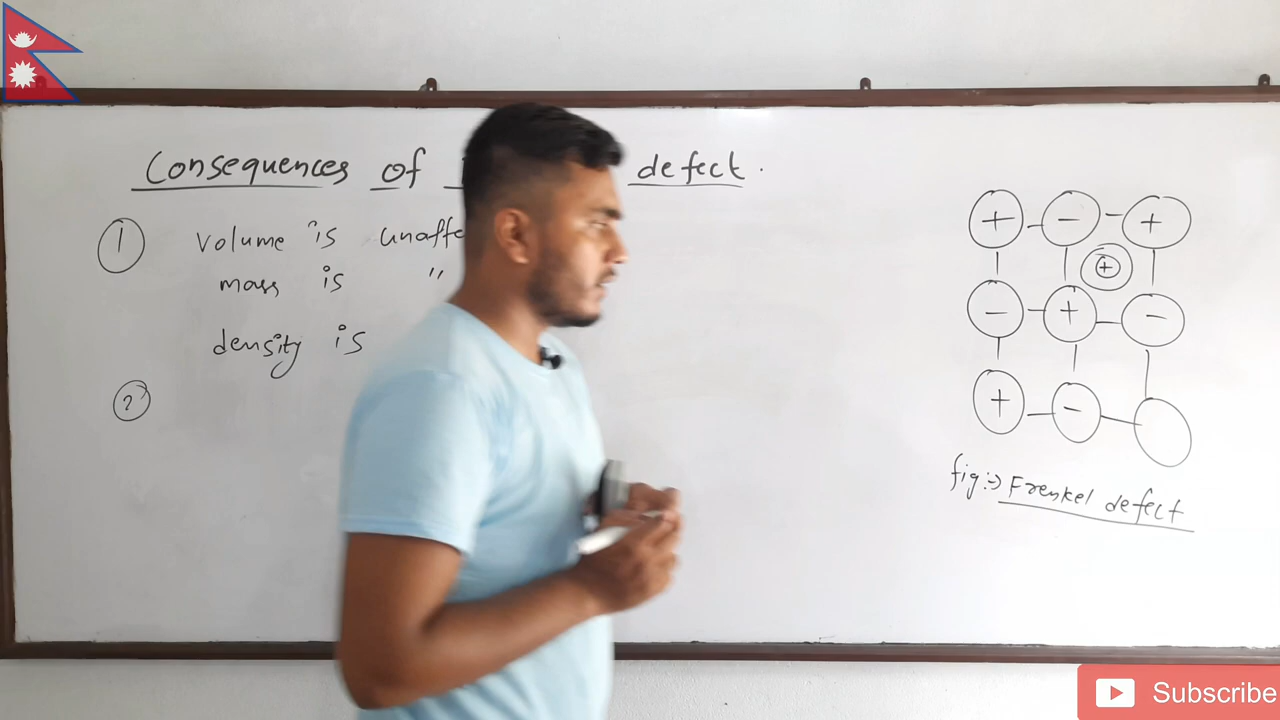 Consequences of defect.
① volume is unaffe
mass is "
density is
②
+ - +
+
- + -
+ -
fig:-> Frenkel defect
Subscribe